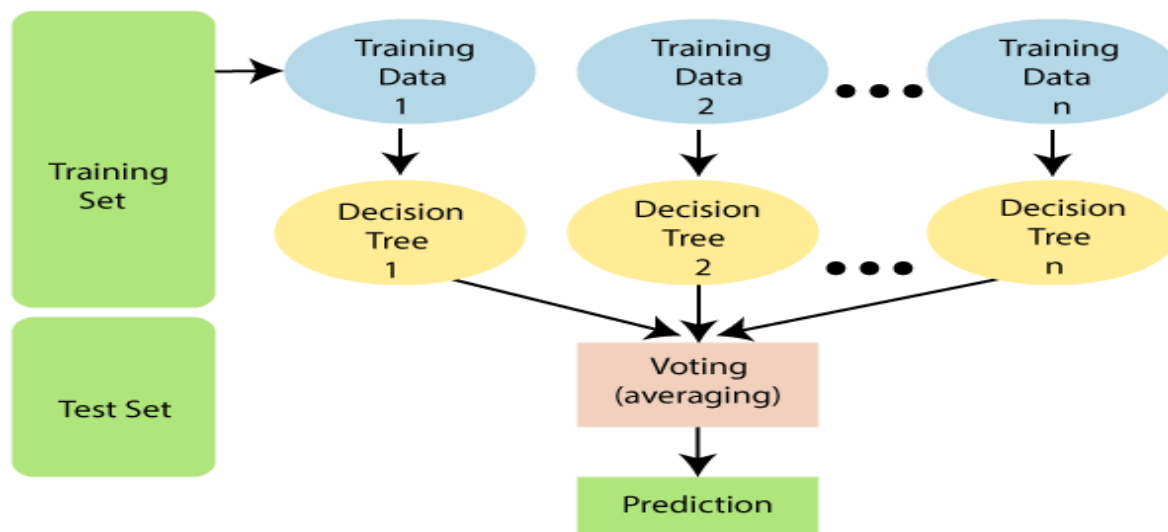 Training
Set
Test Set
Training
Data
1
Training
Data
2
Training
Data
n
Decision
Tree
1
Decision
Tree
2
Decision
Tree
n
Voting
(averaging)
Prediction